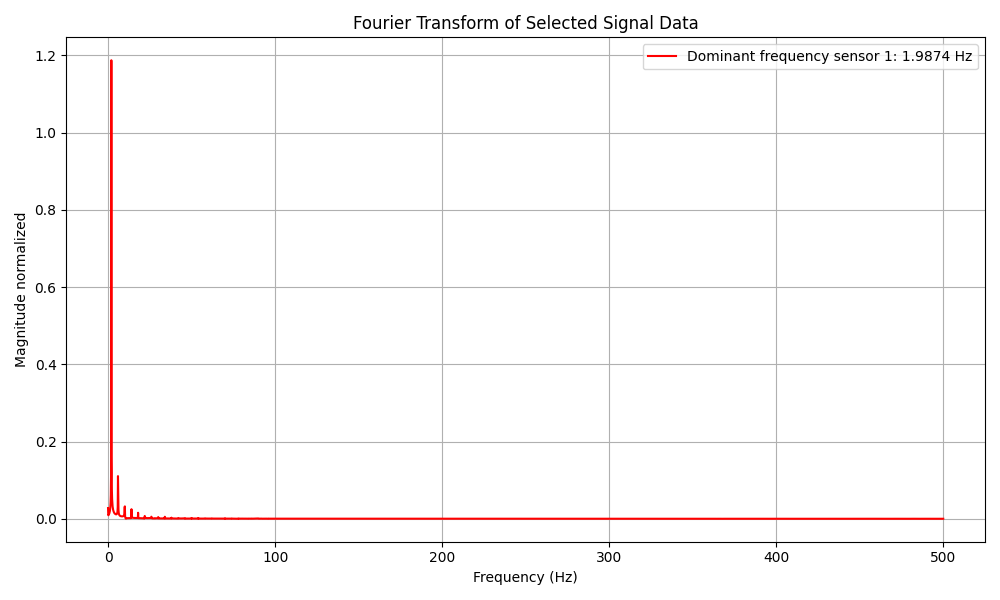 Fourier Transform of Selected Signal Data
Dominant frequency sensor 1: 1.9874 Hz
Magnitude normalized
1.2
1.0
0.8
0.6
0.4
0.2
0.0
0 100 200 300 400 500
Frequency (Hz)